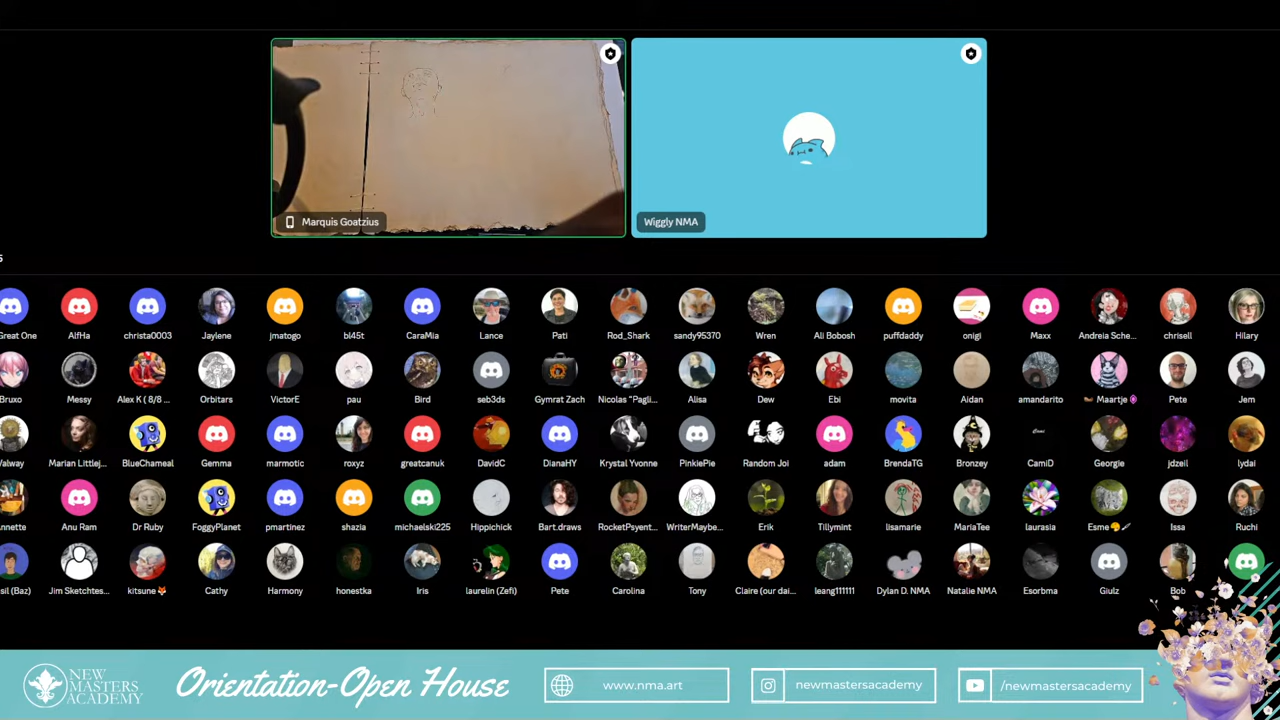 Marquis Goatzius
Wiggly NMA
Great One AlfHa christa0003 Jaylene jmatogo bl45t CaraMia Lance Pati Rod_Shark sandy95370 Wren Ali Bobosh puffdaddy onigi Maxx Andreia Sche... chrisell Hilary
Bruxo Messy Alex K ( 8/8 ... Orbitars VictorE pau Bird seb3ds Gymrat Zach Nicolas "Pagli... Alisa Dew Ebi movita Aidan amandarito Maartje Pete Jem
Valway Marian Littlej... BlueChameal Gemma marmotic roxyz greatcanuk DavidC DianaHY Krystal Yvonne PinkiePie Random Joi adam BrendaTG Bronzey CamiD Georgie jdzeil lydai
nnette Anu Ram Dr Ruby FoggyPlanet pmartinez shazia michaelski225 Hippichick Bart.draws RocketPsyent... WriterMaybe... Erik Tillymint lisamarie MariaTee laurasia Esme Issa Ruchi
sil (Baz) Jim Sketchtes... kitsune Cathy Harmony honestka Iris laurelin (Zefi) Pete Carolina Tony Claire (our dai... leang111111 Dylan D. NMA Natalie NMA Esorbma Giulz Bob
NEW
MASTERS
ACADEMY
Orientation-Open House
www.nma.art
newmastersacademy
/newmastersacademy